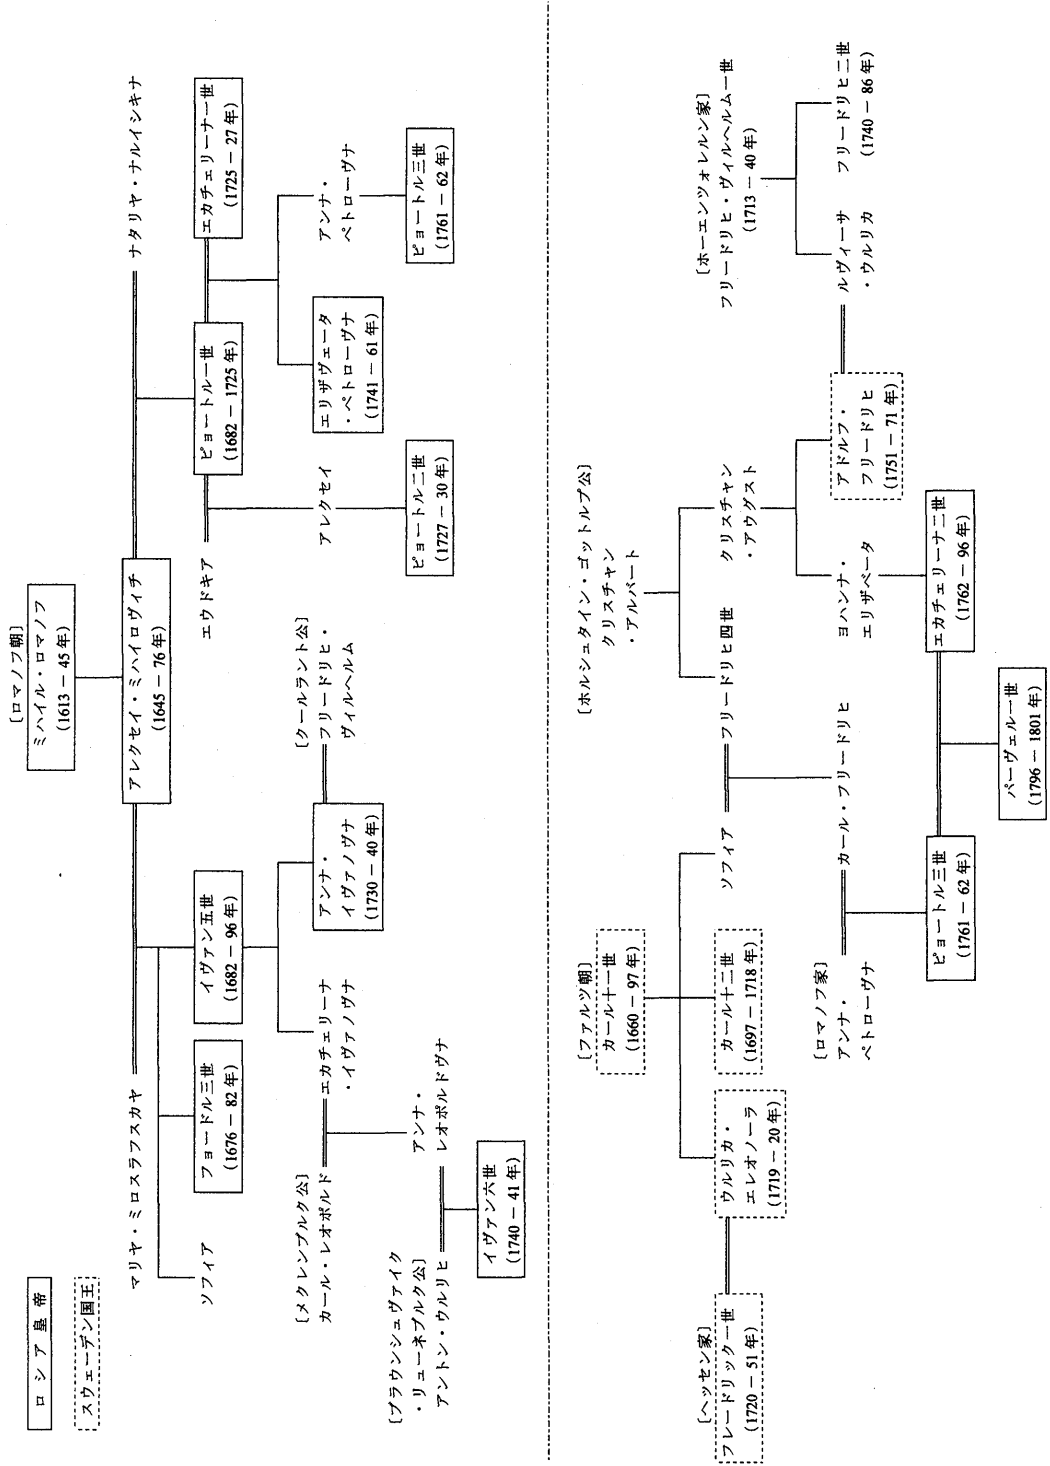 ロシア皇帝
スウェーデン国王
［ロマノフ朝］
ミハイル・ロマノフ
(1613－45年)
マリヤ・ミロスラフスカヤ
アレクセイ・ミハイロヴィチ
(1645－76年)
ナタリヤ・ナルイシキナ
ソフィア
フョードル三世
(1676－82年)
イヴァン五世
(1682－96年)
エウドキア
ピョートル一世
(1682－1725年)
エカチェリーナ一世
(1725－27年)
［メクレンブルク公］
カール・レオポルド
エカチェリーナ
・イヴァノヴナ
アンナ・
イヴァノヴナ
(1730－40年)
［クールラント公］
フリードリヒ・
ヴィルヘルム
アレクセイ
エリザヴェータ
・ペトローヴナ
(1741－61年)
アンナ・
ペトローヴナ
［ブラウンシュヴァイク
・リューネブルク公］
アントン・ウルリヒ
アンナ・
レオポルドヴナ
ピョートル二世
(1727－30年)
ピョートル三世
(1761－62年)
イヴァン六世
(1740－41年)
［ファルツ朝］
カール十一世
(1660－97年)
［ホルシュタイン・ゴットルプ公］
クリスチャン
・アルバート
［ヘッセン家］
フレードリック一世
(1720－51年)
ウルリカ・
エレオノーラ
(1719－20年)
カール十二世
(1697－1718年)
ソフィア
フリードリヒ四世
クリスチャン
・アウグスト
［ホーエンツォレルン家］
フリードリヒ・ヴィルヘルム一世
(1713－40年)
［ロマノフ家］
アンナ・
ペトローヴナ
カール・フリードリヒ
ヨハンナ・
エリザベータ
アドルフ・
フリードリヒ
(1751－71年)
ルヴィーサ
・ウルリカ
フリードリヒ二世
(1740－86年)
ピョートル三世
(1761－62年)
エカチェリーナ二世
(1762－96年)
パーヴェル一世
(1796－1801年)